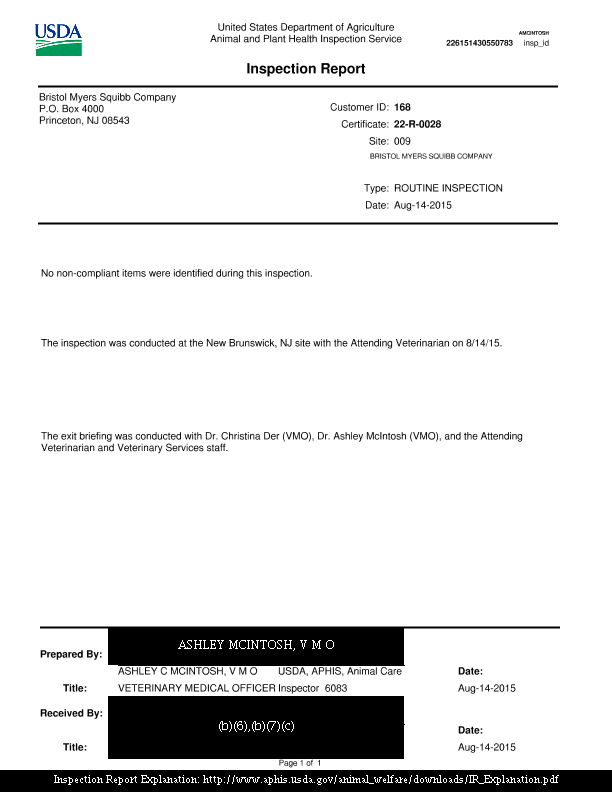 USDA
United States Department of Agriculture
Animal and Plant Health Inspection Service
AMCINTOSH
226151430550783 insp_id
Inspection Report
Bristol Myers Squibb Company
P.O. Box 4000
Princeton, NJ 08543
Customer ID: 168
Certificate: 22-R-0028
Site: 009
BRISTOL MYERS SQUIBB COMPANY
Type: ROUTINE INSPECTION
Date: Aug-14-2015
No non-compliant items were identified during this inspection.
The inspection was conducted at the New Brunswick, NJ site with the Attending Veterinarian on 8/14/15.
The exit briefing was conducted with Dr. Christina Der (VMO), Dr. Ashley McIntosh (VMO), and the Attending
Veterinarian and Veterinary Services staff.
ASHLEY MCINTOSH, V M O
Prepared By:
ASHLEY C MCINTOSH, V M O USDA, APHIS, Animal Care Date:
Title: VETERINARY MEDICAL OFFICER Inspector 6083 Aug-14-2015
Received By:
(b)(6),(b)(7)(c)
Date:
Title: Aug-14-2015
Page 1 of 1
Inspection Report Explanation: http://www.aphis.usda.gov/animal_welfare/downloads/IR_Explanation.pdf